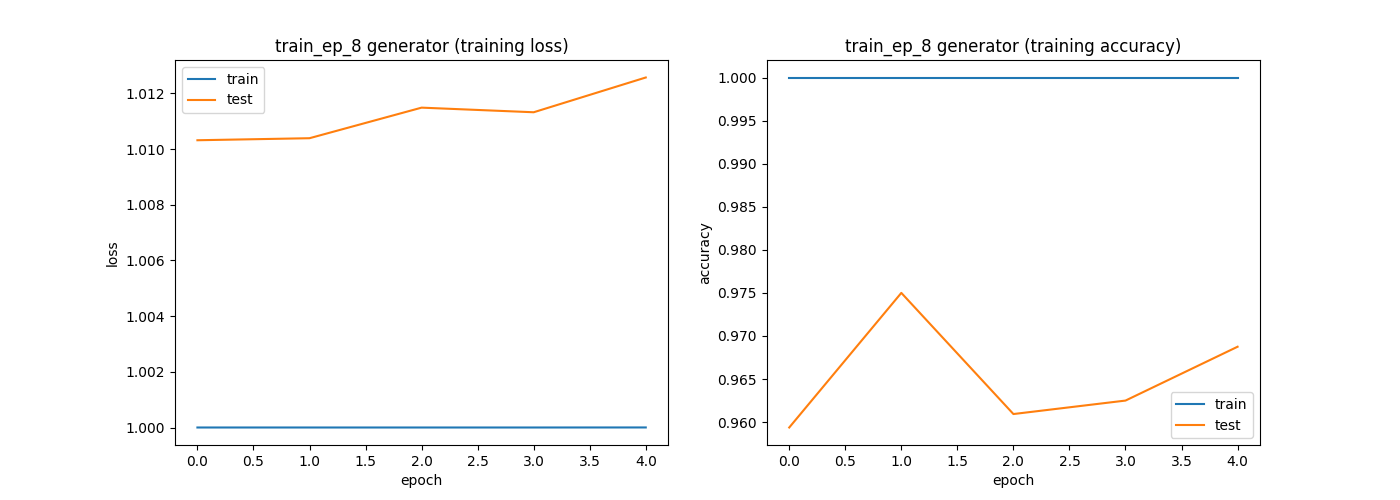 train_ep_8 generator (training loss)
train
test
1.012
1.010
1.008
1.006
1.004
1.002
1.000
loss
0.0 0.5 1.0 1.5 2.0 2.5 3.0 3.5 4.0
epoch
train_ep_8 generator (training accuracy)
1.000
0.995
0.990
0.985
0.980
0.975
0.970
0.965
0.960
accuracy
train
test
0.0 0.5 1.0 1.5 2.0 2.5 3.0 3.5 4.0
epoch